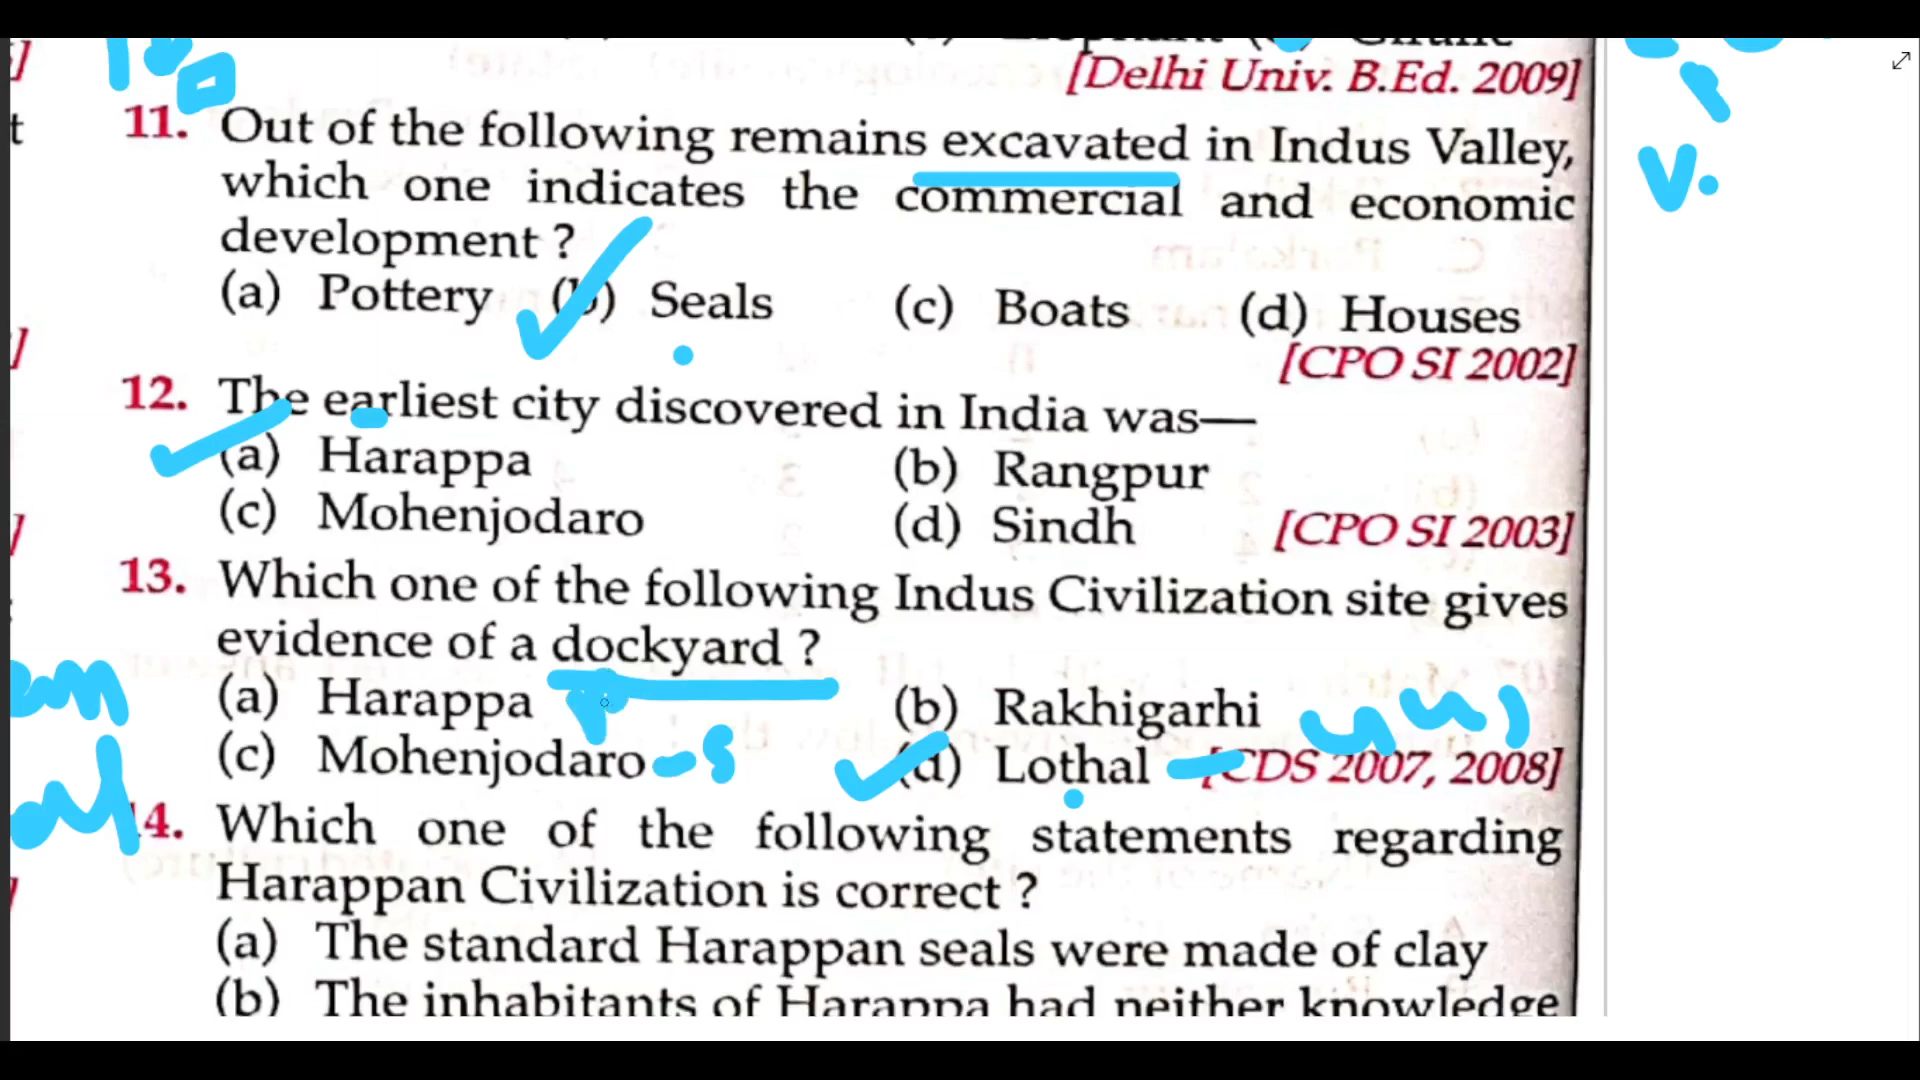 [Delhi Univ. B.Ed. 2009]
11. Out of the following remains excavated in Indus Valley,
which one indicates the commercial and economic
development ?
(a) Pottery (b) Seals (c) Boats (d) Houses
[CPO SI 2002]
12. The earliest city discovered in India was—
(a) Harappa (b) Rangpur
(c) Mohenjodaro (d) Sindh [CPO SI 2003]
13. Which one of the following Indus Civilization site gives
evidence of a dockyard ?
(a) Harappa (b) Rakhigarhi
(c) Mohenjodaro (d) Lothal [CDS 2007, 2008]
14. Which one of the following statements regarding
Harappan Civilization is correct ?
(a) The standard Harappan seals were made of clay
(b) The inhabitants of Harappa had neither knowledge